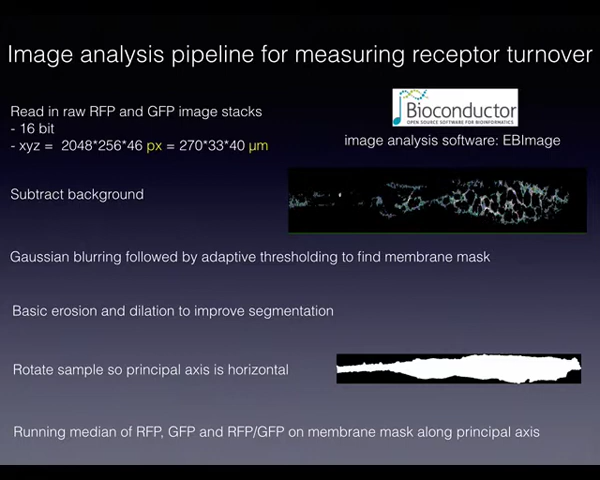 Image analysis pipeline for measuring receptor turnover
Read in raw RFP and GFP image stacks
- 16 bit
- xyz = 2048*256*46 px = 270*33*40 µm
Bioconductor
OPEN SOURCE SOFTWARE FOR BIOINFORMATICS
image analysis software: EBImage
Subtract background
Gaussian blurring followed by adaptive thresholding to find membrane mask
Basic erosion and dilation to improve segmentation
Rotate sample so principal axis is horizontal
Running median of RFP, GFP and RFP/GFP on membrane mask along principal axis